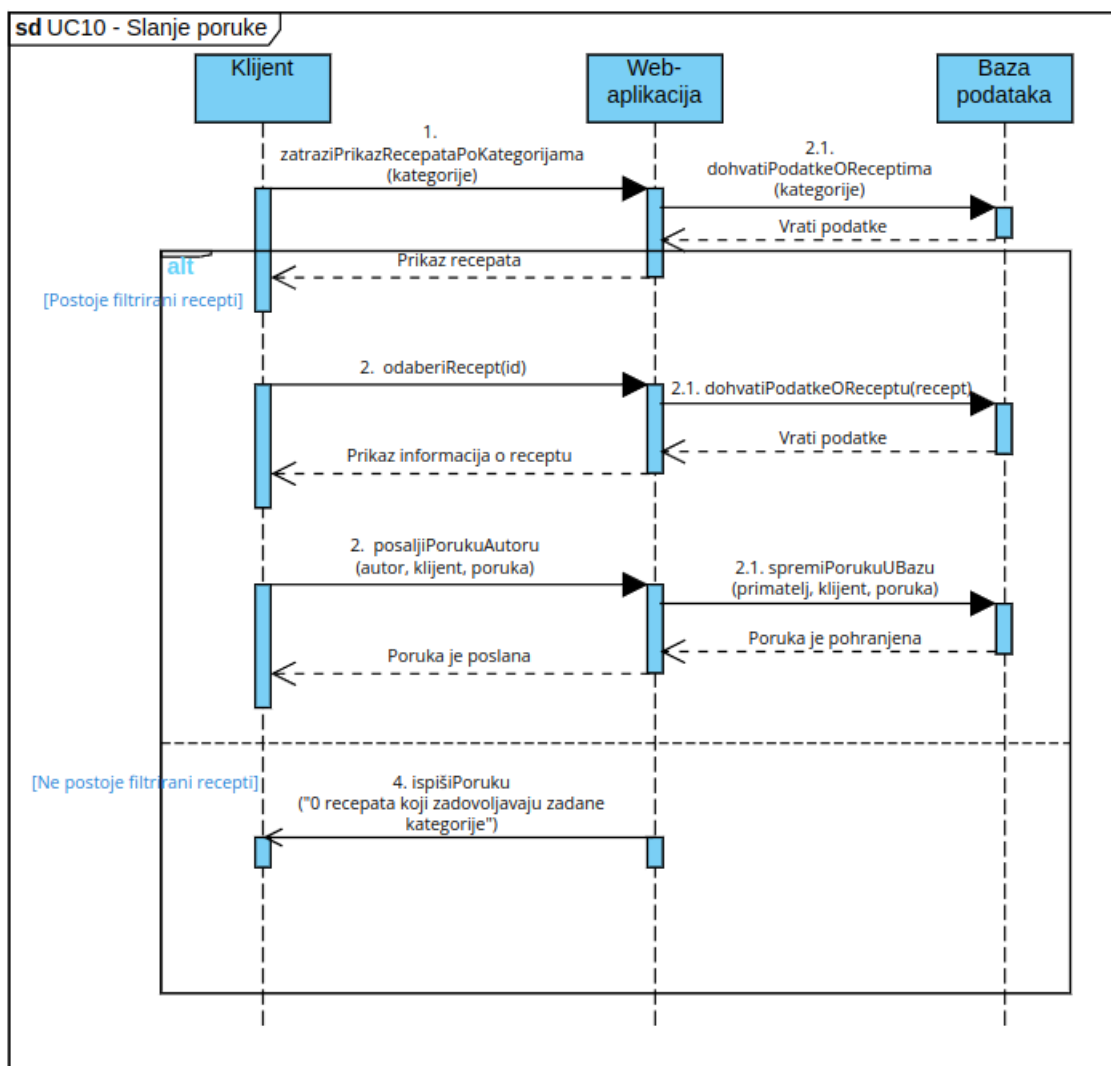 sd UC10 - Slanje poruke
Klijent
Web-
aplikacija
Baza
podataka
1.
zatraziPrikazRecepataPoKategorijama
(kategorije)
2.1.
dohvatiPodatkeOReceptima
(kategorije)
Vrati podatke
alt
Prikaz recepata
[Postoje filtrirani recepti]
2. odaberiRecept(id)
2.1. dohvatiPodatkeOReceptu(recept)
Vrati podatke
Prikaz informacija o receptu
2. posaljiPorukuAutoru
(autor, klijent, poruka)
2.1. spremiPorukuUBazu
(primatelj, klijent, poruka)
Poruka je pohranjena
Poruka je poslana
[Ne postoje filtrirani recepti]
4. ispišiPoruku
("0 recepata koji zadovoljavaju zadane
kategorije")